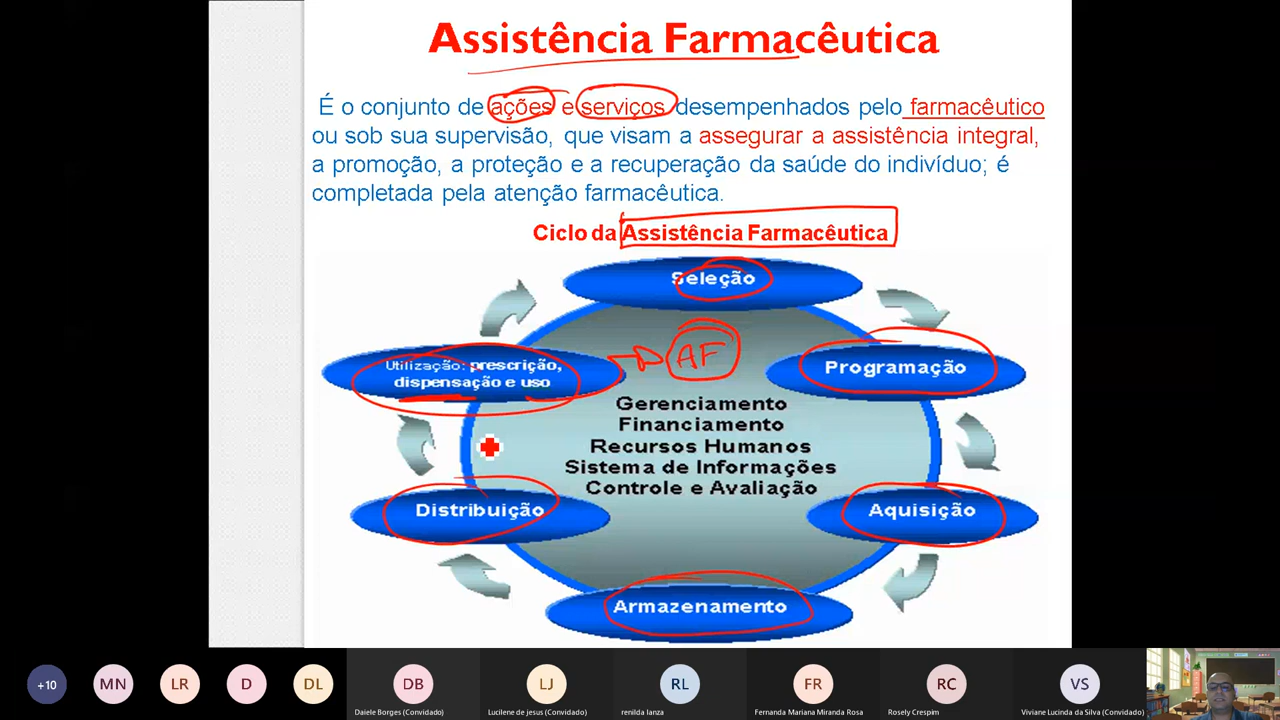 Assistência Farmacêutica
É o conjunto de ações e serviços desempenhados pelo farmacêutico
ou sob sua supervisão, que visam a assegurar a assistência integral,
a promoção, a proteção e a recuperação da saúde do indivíduo; é
completada pela atenção farmacêutica.
Ciclo da Assistência Farmacêutica
Seleção
AF
Utilização: prescrição,
dispensação e uso
Programação
Gerenciamento
Financiamento
Recursos Humanos
Sistema de Informações
Controle e Avaliação
Distribuição
Aquisição
Armazenamento
+10
MN
LR
D
DL
DB
LJ
RL
FR
RC
VS
Daiele Borges (Convidado)
Lucilene de jesus (Convidado)
renilda lanza
Fernanda Mariana Miranda Rosa
Rosely Crespim
Viviane Lucinda da Silva (Convidado)